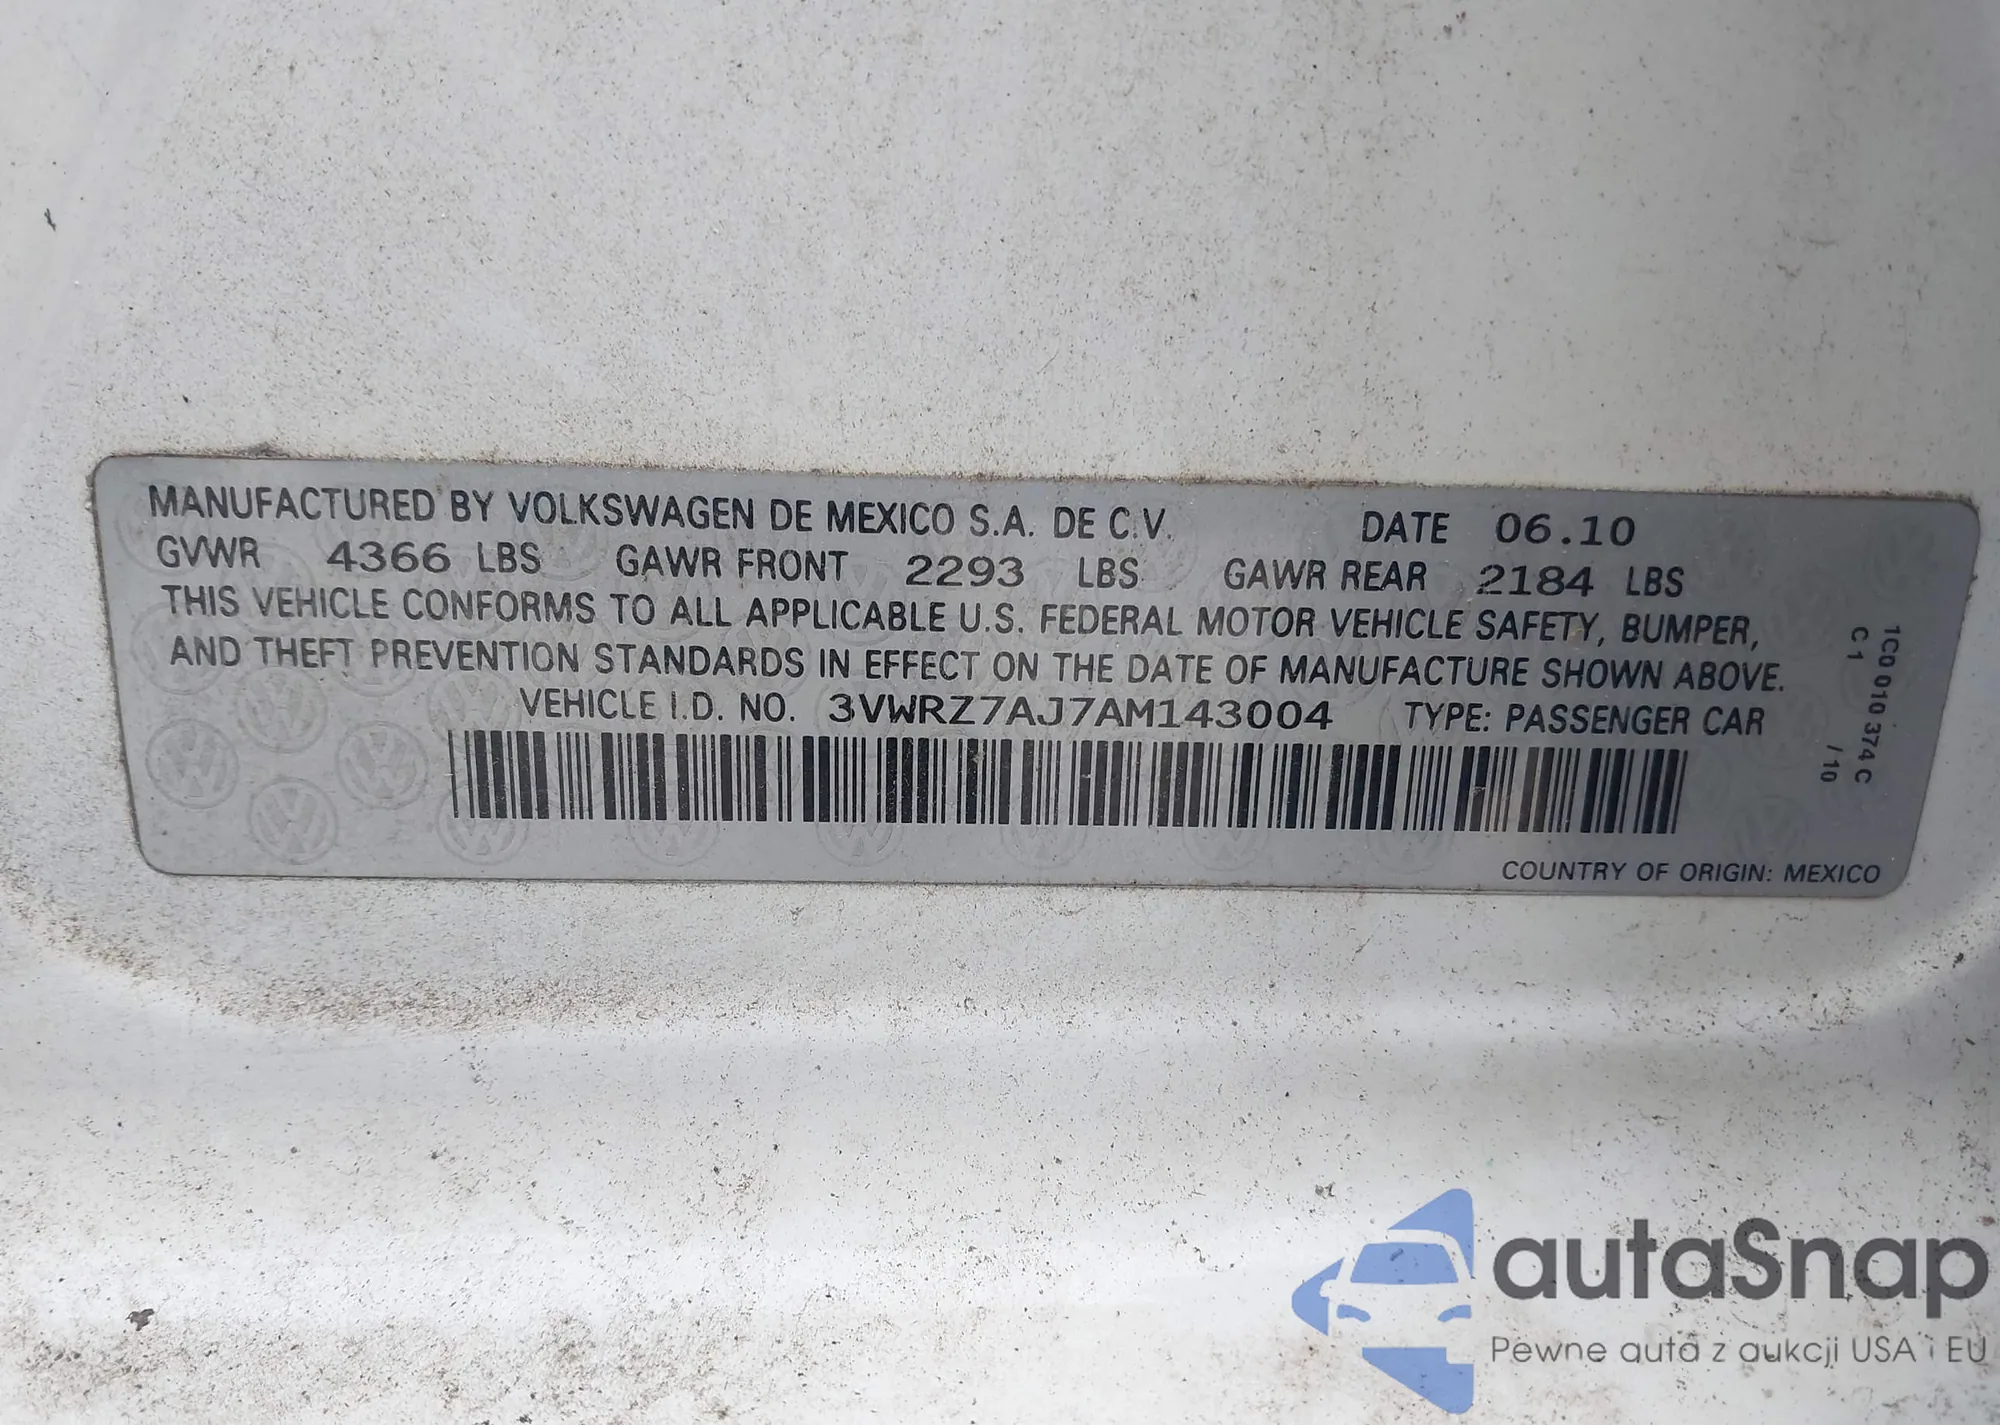 MANUFACTURED BY VOLKSWAGEN DE MEXICO S.A. DE C.V. DATE 06.10
GVWR 4366 LBS GAWR FRONT 2293 LBS GAWR REAR 2184 LBS
THIS VEHICLE CONFORMS TO ALL APPLICABLE U.S. FEDERAL MOTOR VEHICLE SAFETY, BUMPER,
AND THEFT PREVENTION STANDARDS IN EFFECT ON THE DATE OF MANUFACTURE SHOWN ABOVE.
VEHICLE I.D. NO. 3VWRZ7AJ7AM143004 TYPE: PASSENGER CAR
1C0 010 374 C
C 1 / 10
COUNTRY OF ORIGIN: MEXICO
autaSnap
Pewne auta z aukcji USA i EU